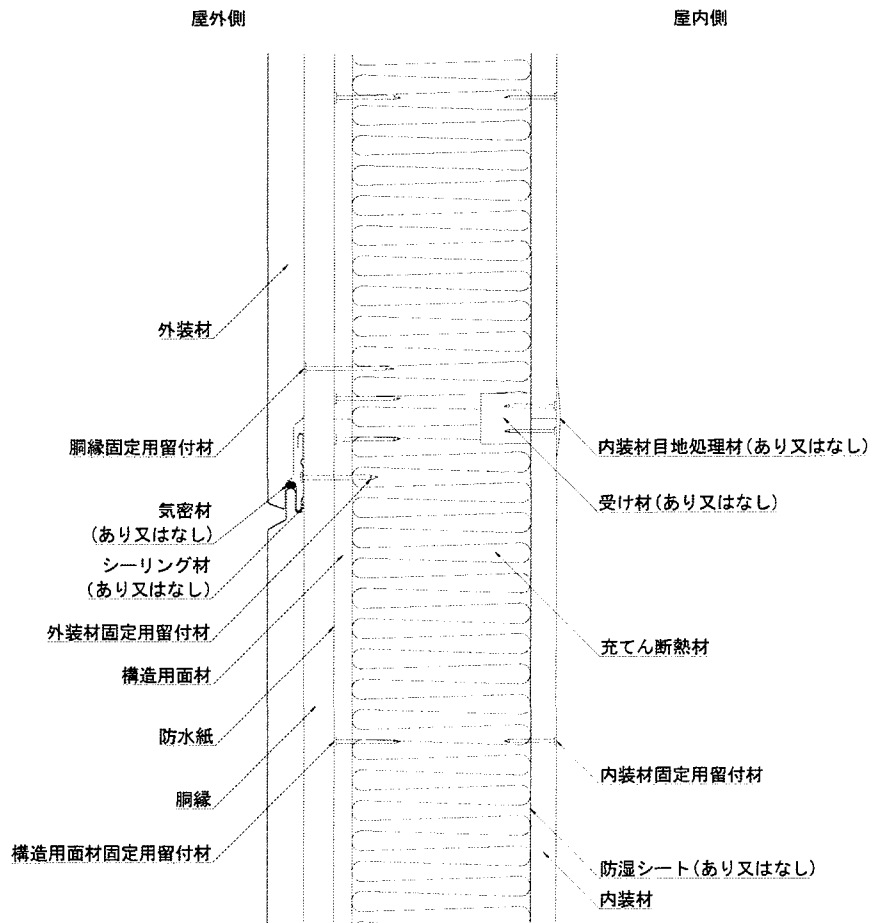 屋外側
屋内側
外装材
胴縁固定用留付材
気密材
(あり又はなし)
シーリング材
(あり又はなし)
外装材固定用留付材
構造用面材
防水紙
胴縁
構造用面材固定用留付材
内装材目地処理材(あり又はなし)
受け材(あり又はなし)
充てん断熱材
内装材固定用留付材
防湿シート(あり又はなし)
内装材